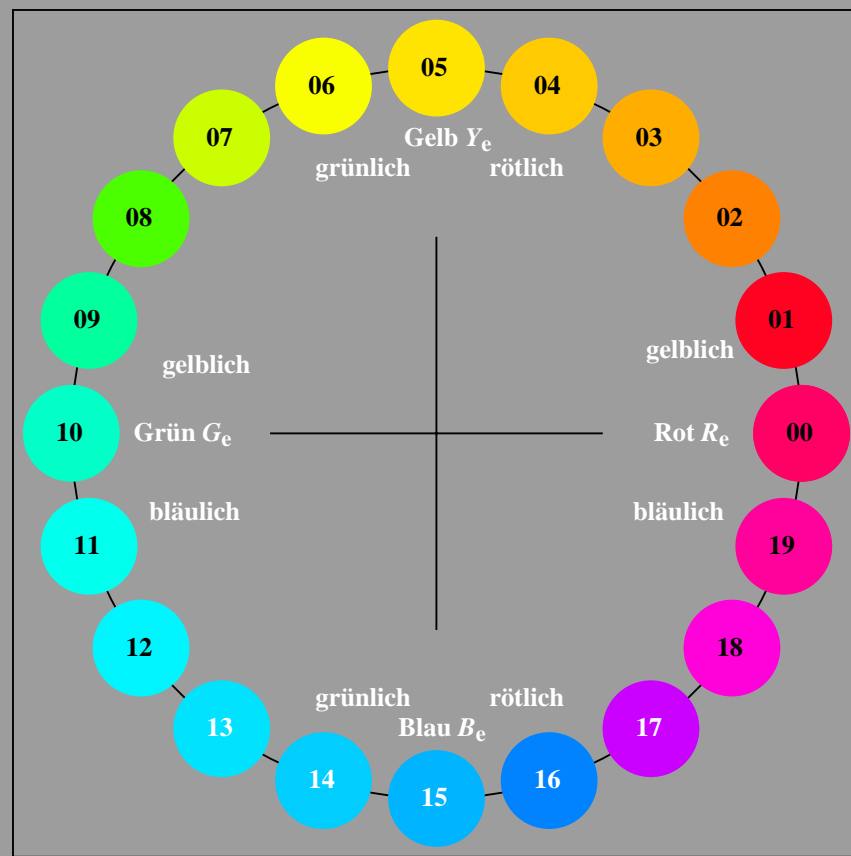 05
06
04
07
Gelb Ye
03
grünlich
rötlich
08
02
09
01
gelblich
gelblich
10
Grün Ge
Rot Re
00
bläulich
bläulich
11
19
12
18
grünlich
rötlich
13
Blau Be
17
14
16
15